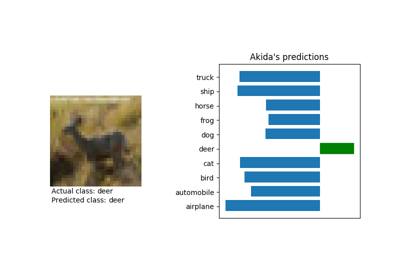 Akida's predictions
truck
ship
horse
frog
dog
deer
cat
bird
automobile
airplane
Actual class: deer
Predicted class: deer